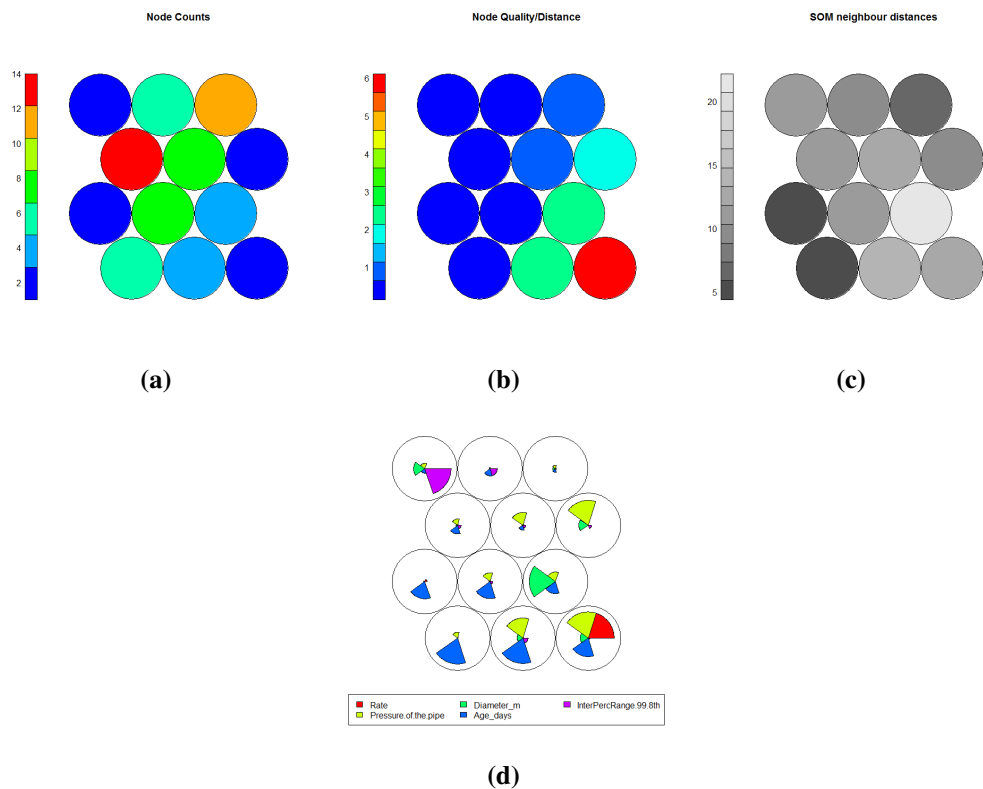 Node Counts
Node Quality/Distance
SOM neighbour distances
14
12
10
8
6
4
2
6
5
4
3
2
1
20
15
10
5
(a)
(b)
(c)
Rate
Diameter_m
InterPercRange.99.8th
Pressure.of.the.pipe
Age_days
(d)